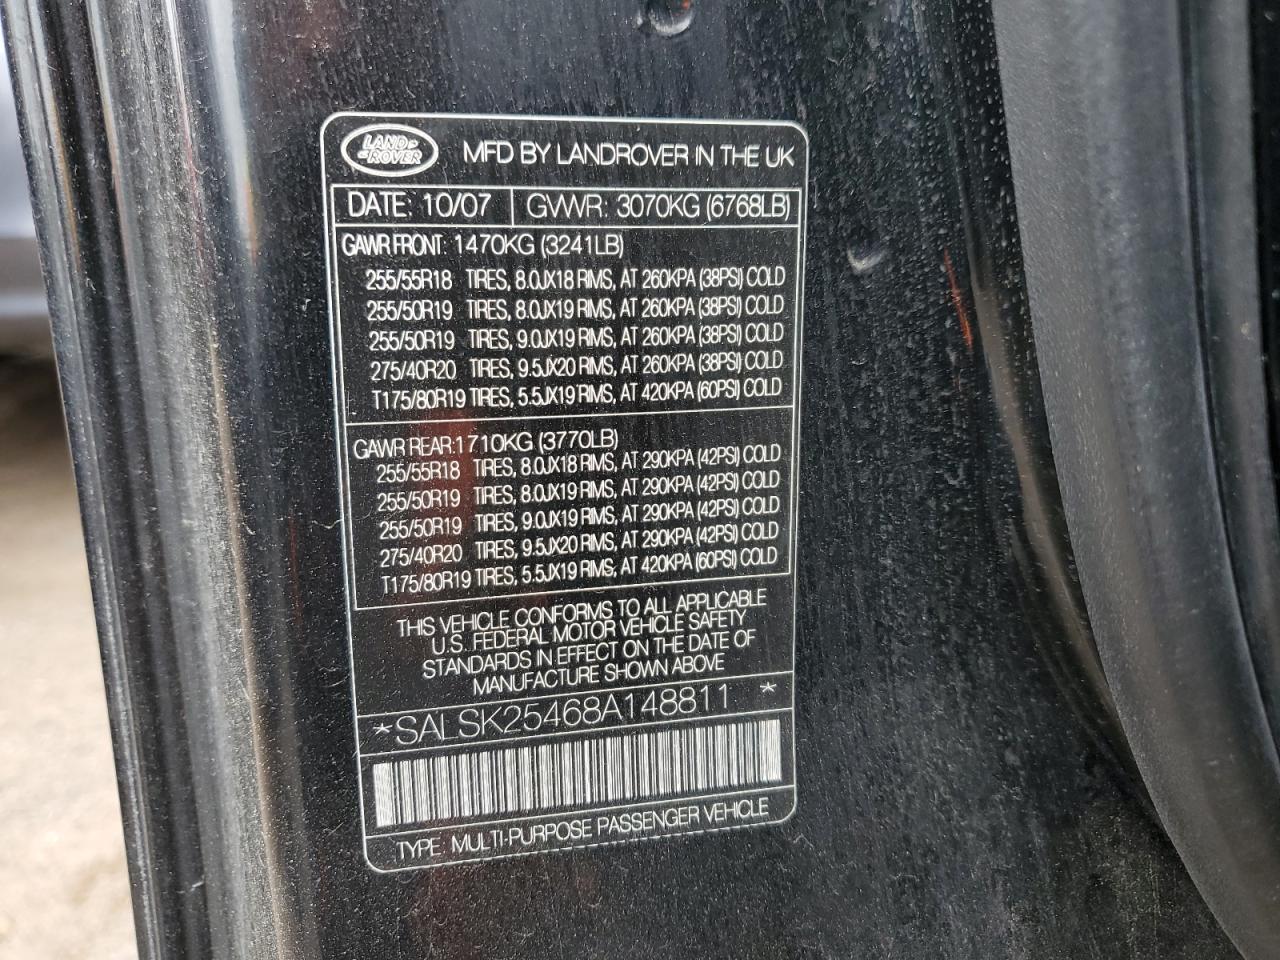 LAND ROVER
MFD BY LANDROVER IN THE UK
DATE: 10/07 GVWR: 3070KG (6768LB)
GAWR FRONT: 1470KG (3241LB)
255/55R18 TIRES, 8.0JX18 RIMS, AT 260KPA (38PSI) COLD
255/50R19 TIRES, 8.0JX19 RIMS, AT 260KPA (38PSI) COLD
255/50R19 TIRES, 9.0JX19 RIMS, AT 260KPA (38PSI) COLD
275/40R20 TIRES, 9.5JX20 RIMS, AT 260KPA (38PSI) COLD
T175/80R19 TIRES, 5.5JX19 RIMS, AT 420KPA (60PSI) COLD
GAWR REAR: 1710KG (3770LB)
255/55R18 TIRES, 8.0JX18 RIMS, AT 290KPA (42PSI) COLD
255/50R19 TIRES, 8.0JX19 RIMS, AT 290KPA (42PSI) COLD
255/50R19 TIRES, 9.0JX19 RIMS, AT 290KPA (42PSI) COLD
275/40R20 TIRES, 9.5JX20 RIMS, AT 290KPA (42PSI) COLD
T175/80R19 TIRES, 5.5JX19 RIMS, AT 420KPA (60PSI) COLD
THIS VEHICLE CONFORMS TO ALL APPLICABLE
U.S. FEDERAL MOTOR VEHICLE SAFETY
STANDARDS IN EFFECT ON THE DATE OF
MANUFACTURE SHOWN ABOVE
*SALSK25468A148811 *
TYPE: MULTI-PURPOSE PASSENGER VEHICLE